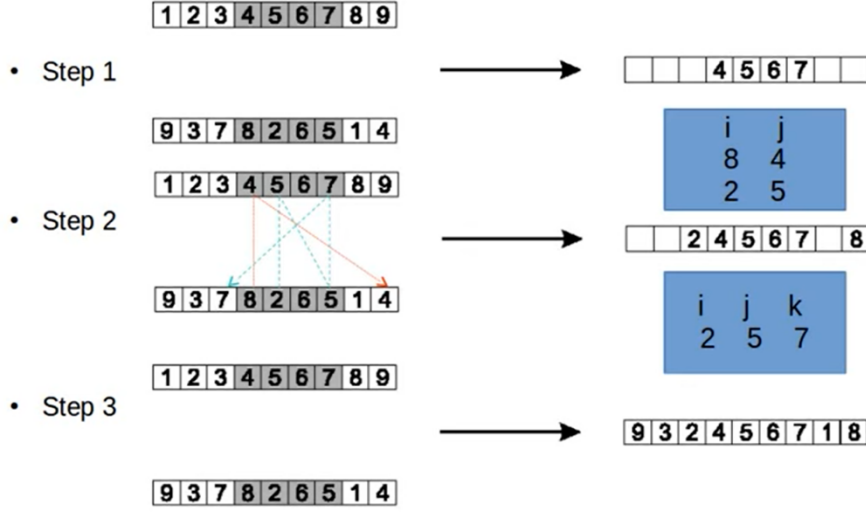 1 2 3 4 5 6 7 8 9
• Step 1
4 5 6 7
9 3 7 8 2 6 5 1 4
i j
8 4
2 5
1 2 3 4 5 6 7 8 9
• Step 2
2 4 5 6 7 8
9 3 7 8 2 6 5 1 4
i j k
2 5 7
1 2 3 4 5 6 7 8 9
• Step 3
9 3 2 4 5 6 7 1 8
9 3 7 8 2 6 5 1 4